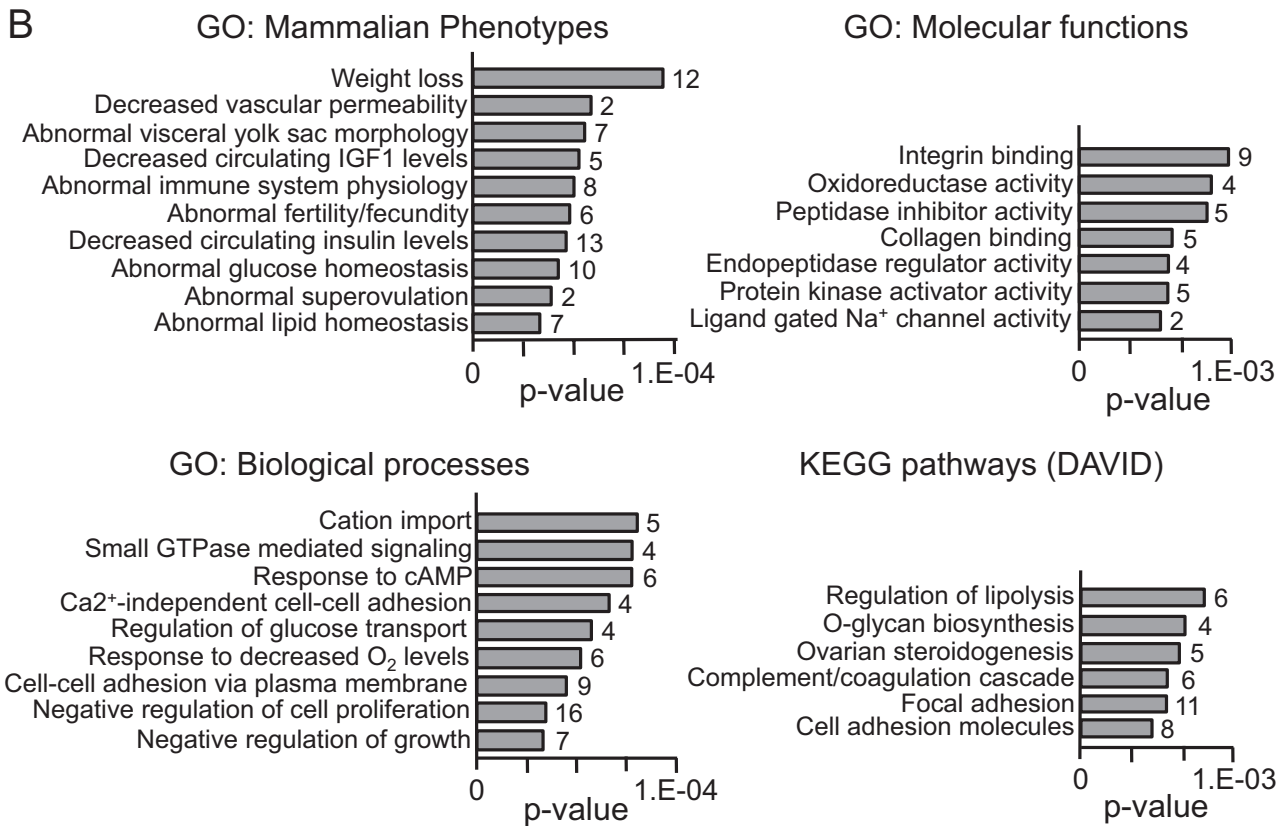 B
GO: Mammalian Phenotypes
Weight loss 12
Decreased vascular permeability 2
Abnormal visceral yolk sac morphology 7
Decreased circulating IGF1 levels 5
Abnormal immune system physiology 8
Abnormal fertility/fecundity 6
Decreased circulating insulin levels 13
Abnormal glucose homeostasis 10
Abnormal superovulation 2
Abnormal lipid homeostasis 7
0 1.E-04
p-value
GO: Molecular functions
Integrin binding 9
Oxidoreductase activity 4
Peptidase inhibitor activity 5
Collagen binding 5
Endopeptidase regulator activity 4
Protein kinase activator activity 5
Ligand gated Na⁺ channel activity 2
0 1.E-03
p-value
GO: Biological processes
Cation import 5
Small GTPase mediated signaling 4
Response to cAMP 6
Ca2⁺-independent cell-cell adhesion 4
Regulation of glucose transport 4
Response to decreased O₂ levels 6
Cell-cell adhesion via plasma membrane 9
Negative regulation of cell proliferation 16
Negative regulation of growth 7
0 1.E-04
p-value
KEGG pathways (DAVID)
Regulation of lipolysis 6
O-glycan biosynthesis 4
Ovarian steroidogenesis 5
Complement/coagulation cascade 6
Focal adhesion 11
Cell adhesion molecules 8
0 1.E-03
p-value